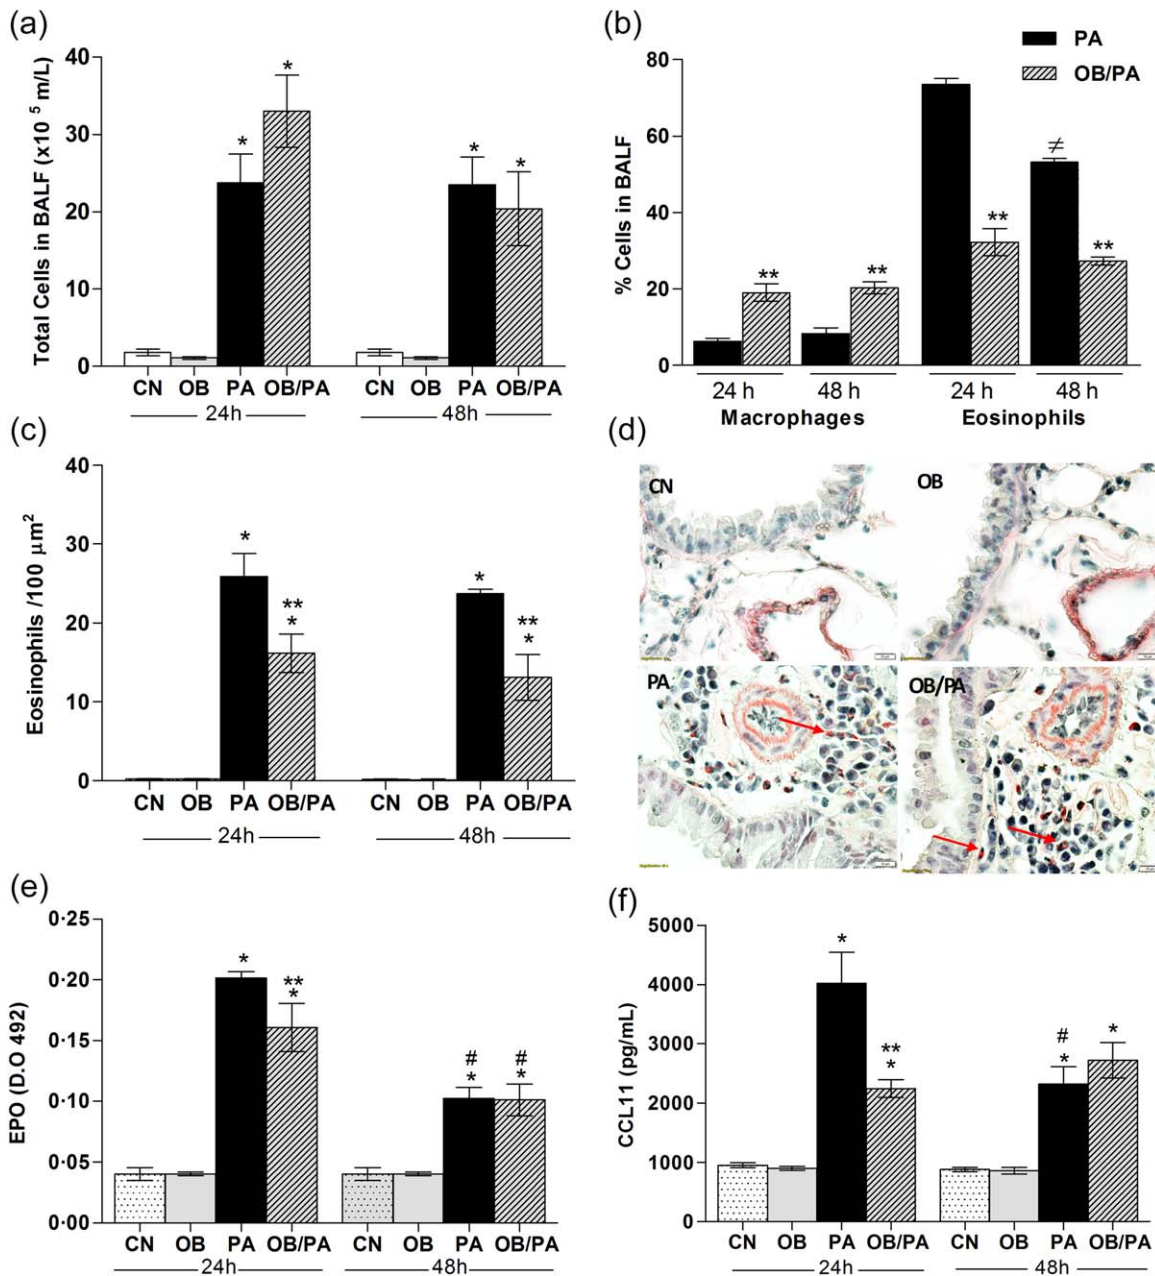 (a)
Total Cells in BALF (x10 5 m/L)
40
30
20
10
0
* * * *
CN OB PA OB/PA CN OB PA OB/PA
24h 48h
(b)
PA
OB/PA
% Cells in BALF
80
60
40
20
0
** ** ** ≠ **
24 h 48 h 24 h 48 h
Macrophages Eosinophils
(c)
Eosinophils /100 μm2
40
30
20
10
0
* ** * * ** *
CN OB PA OB/PA CN OB PA OB/PA
24h 48h
(d)
CN OB
PA OB/PA
(e)
EPO (D.O 492)
0·25
0·20
0·15
0·10
0·05
0·00
* ** * # * # *
CN OB PA OB/PA CN OB PA OB/PA
24h 48h
(f)
CCL11 (pg/mL)
5000
4000
3000
2000
1000
0
* ** * # * *
CN OB PA OB/PA CN OB PA OB/PA
24h 48h